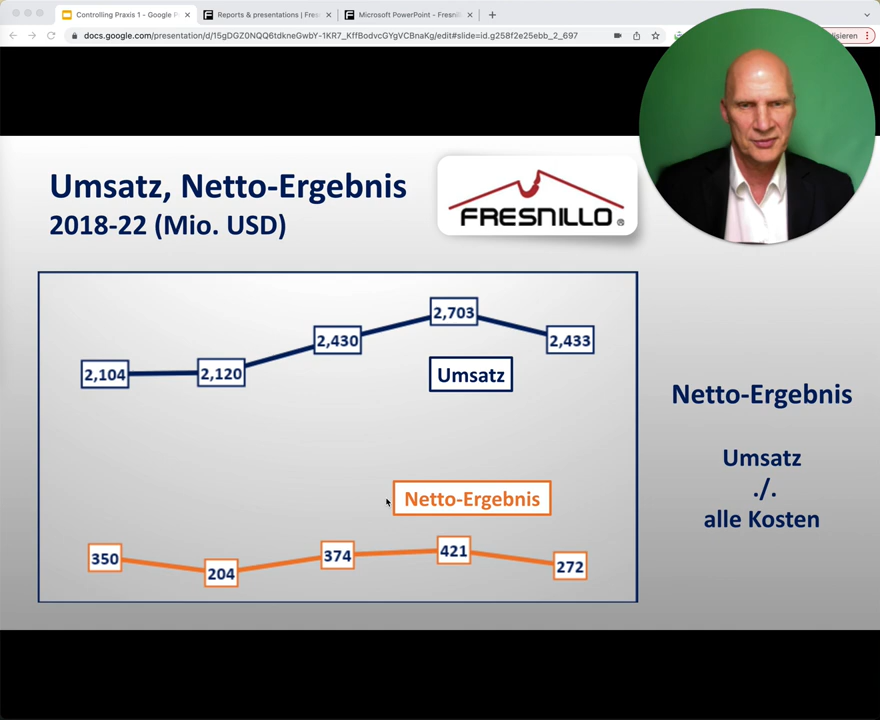 Controlling Praxis 1 - Google P
Reports & presentations | Fres
Microsoft PowerPoint - Fresnil
docs.google.com/presentation/d/15gDGZ0NQQ6tdkneGwbY-1KR7_KffBodvcGYgVCBnaKg/edit#slide=id.g258f2e25ebb_2_697
isieren
Umsatz, Netto-Ergebnis
2018-22 (Mio. USD)
FRESNILLO®
2,104
2,120
2,430
2,703
2,433
Umsatz
Netto-Ergebnis
350
204
374
421
272
Netto-Ergebnis
Umsatz
./.
alle Kosten